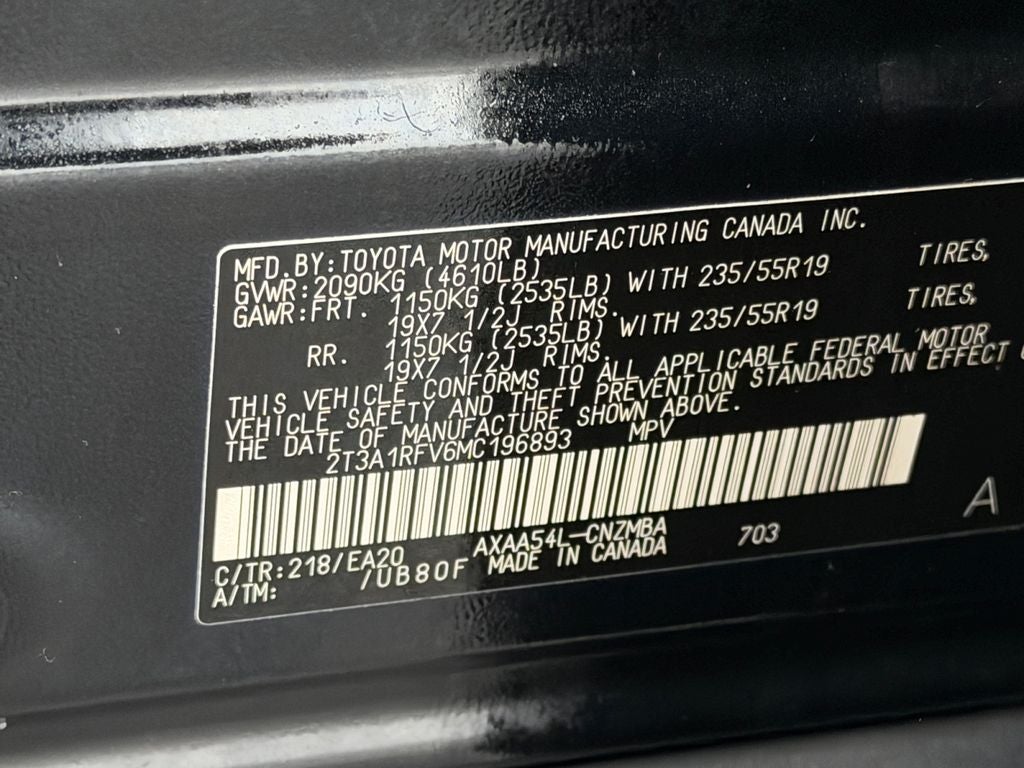 MFD.BY:TOYOTA MOTOR MANUFACTURING CANADA INC.
GVWR:2090KG (4610LB)
GAWR:FRT. 1150KG (2535LB) WITH 235/55R19 TIRES,
19X7 1/2J RIMS.
RR. 1150KG (2535LB) WITH 235/55R19 TIRES,
19X7 1/2J RIMS.
THIS VEHICLE CONFORMS TO ALL APPLICABLE FEDERAL MOTOR
VEHICLE SAFETY AND THEFT PREVENTION STANDARDS IN EFFECT
THE DATE OF MANUFACTURE SHOWN ABOVE.
2T3A1RFV6MC196893 MPV
C/TR:218/EA20 AXAA54L-CNZMBA 703 A
A/TM: /UB80F MADE IN CANADA